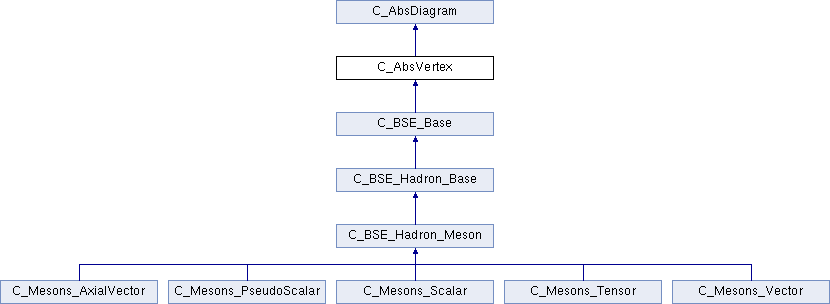 C_AbsDiagram
C_AbsVertex
C_BSE_Base
C_BSE_Hadron_Base
C_BSE_Hadron_Meson
C_Mesons_AxialVector C_Mesons_PseudoScalar C_Mesons_Scalar C_Mesons_Tensor C_Mesons_Vector